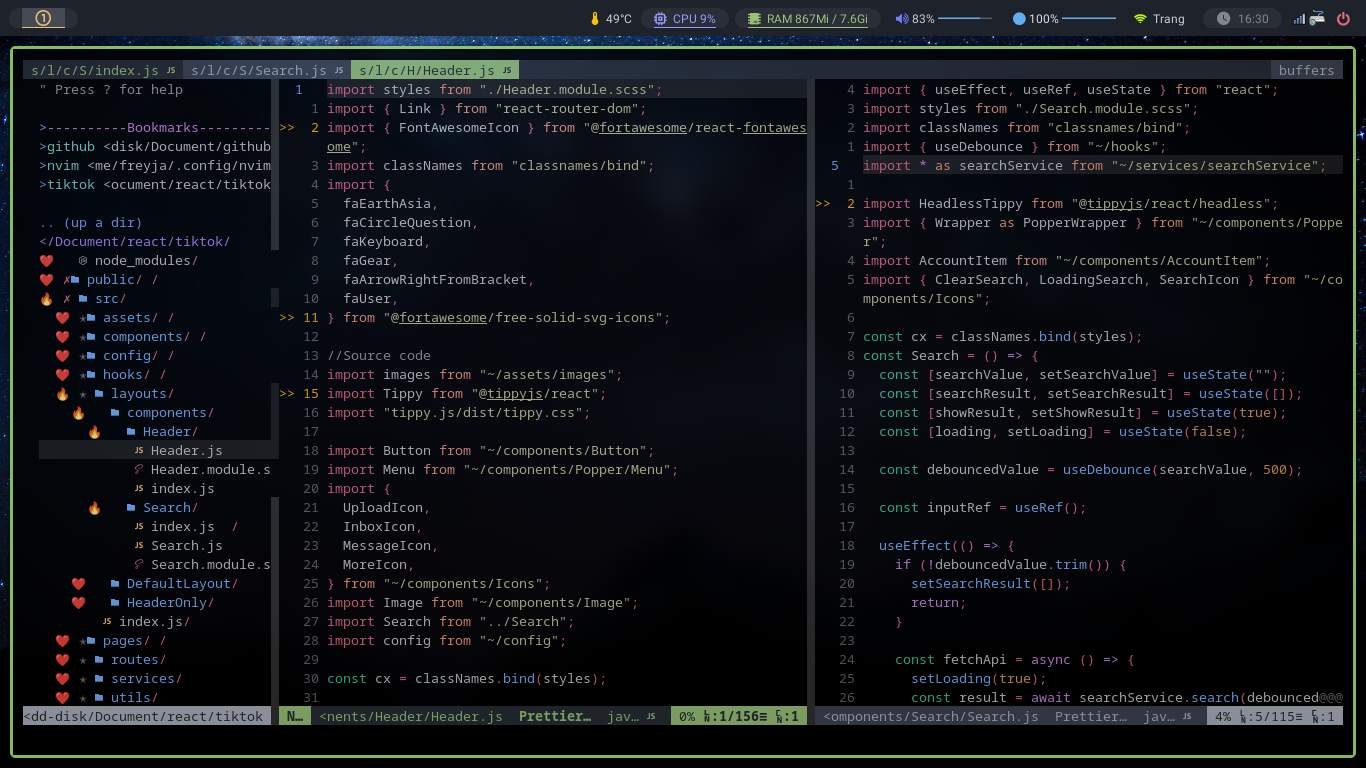 1 49°C CPU 9% RAM 867Mi / 7.6Gi 83% 100% Trang 16:30
s/l/c/S/index.js JS s/l/c/S/Search.js JS s/l/c/H/Header.js JS buffers
" Press ? for help
>----------Bookmarks---------
>github <disk/Document/github
>nvim <me/freyja/.config/nvim
>tiktok <ocument/react/tiktok
.. (up a dir)
</Document/react/tiktok/
node_modules/
✗ public/ /
✗ src/
★ assets/ /
★ components/ /
★ config/ /
★ hooks/ /
★ layouts/
components/
Header/
JS Header.js
Header.module.s
JS index.js
Search/
JS index.js /
JS Search.js
Search.module.s
DefaultLayout/
HeaderOnly/
JS index.js/
★ pages/ /
★ routes/
★ services/
★ utils/
<dd-disk/Document/react/tiktok
1 import styles from "./Header.module.scss";
1 import { Link } from "react-router-dom";
>> 2 import { FontAwesomeIcon } from "@fortawesome/react-fontawes
ome";
3 import classNames from "classnames/bind";
4 import {
5 faEarthAsia,
6 faCircleQuestion,
7 faKeyboard,
8 faGear,
9 faArrowRightFromBracket,
10 faUser,
>> 11 } from "@fortawesome/free-solid-svg-icons";
12
13 //Source code
14 import images from "~/assets/images";
>> 15 import Tippy from "@tippyjs/react";
16 import "tippy.js/dist/tippy.css";
17
18 import Button from "~/components/Button";
19 import Menu from "~/components/Popper/Menu";
20 import {
21 UploadIcon,
22 InboxIcon,
23 MessageIcon,
24 MoreIcon,
25 } from "~/components/Icons";
26 import Image from "~/components/Image";
27 import Search from "../Search";
28 import config from "~/config";
29
30 const cx = classNames.bind(styles);
31
N… <nents/Header/Header.js Prettier… jav… JS 0% LN:1/156≡ CN:1
4 import { useEffect, useRef, useState } from "react";
3 import styles from "./Search.module.scss";
2 import classNames from "classnames/bind";
1 import { useDebounce } from "~/hooks";
5 import * as searchService from "~/services/searchService";
1
>> 2 import HeadlessTippy from "@tippyjs/react/headless";
3 import { Wrapper as PopperWrapper } from "~/components/Poppe
r";
4 import AccountItem from "~/components/AccountItem";
5 import { ClearSearch, LoadingSearch, SearchIcon } from "~/co
mponents/Icons";
6
7 const cx = classNames.bind(styles);
8 const Search = () => {
9 const [searchValue, setSearchValue] = useState("");
10 const [searchResult, setSearchResult] = useState([]);
11 const [showResult, setShowResult] = useState(true);
12 const [loading, setLoading] = useState(false);
13
14 const debouncedValue = useDebounce(searchValue, 500);
15
16 const inputRef = useRef();
17
18 useEffect(() => {
19 if (!debouncedValue.trim()) {
20 setSearchResult([]);
21 return;
22 }
23
24 const fetchApi = async () => {
25 setLoading(true);
26 const result = await searchService.search(debounced@@@
<omponents/Search/Search.js Prettier… jav… JS 4% LN:5/115≡ CN:1